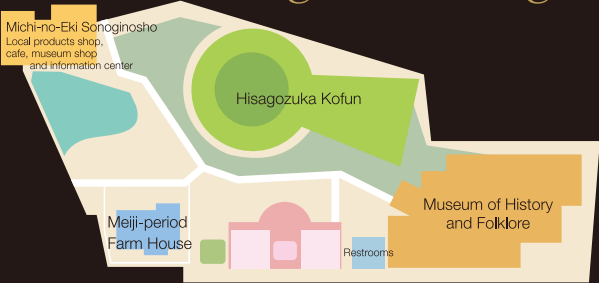 Michi-no-Eki Sonoginosho
Local products shop,
cafe, museum shop
and information center
Hisagozuka Kofun
Museum of History
and Folklore
Meiji-period
Farm House
Restrooms